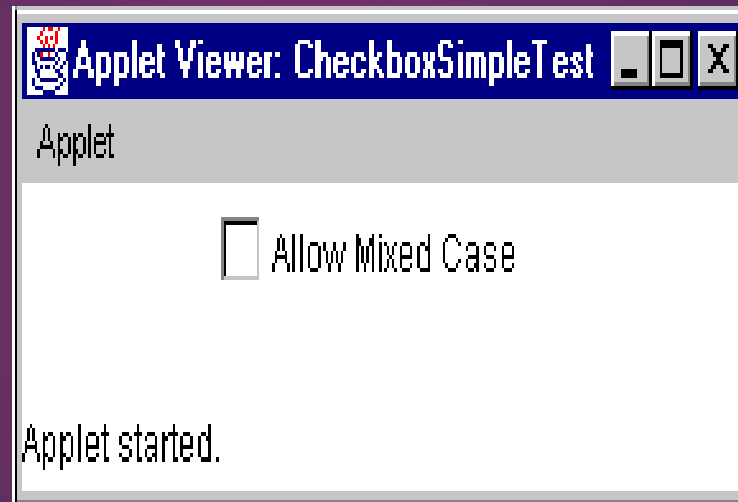 Applet Viewer: CheckboxSimpleTest
Applet
Allow Mixed Case
Applet started.